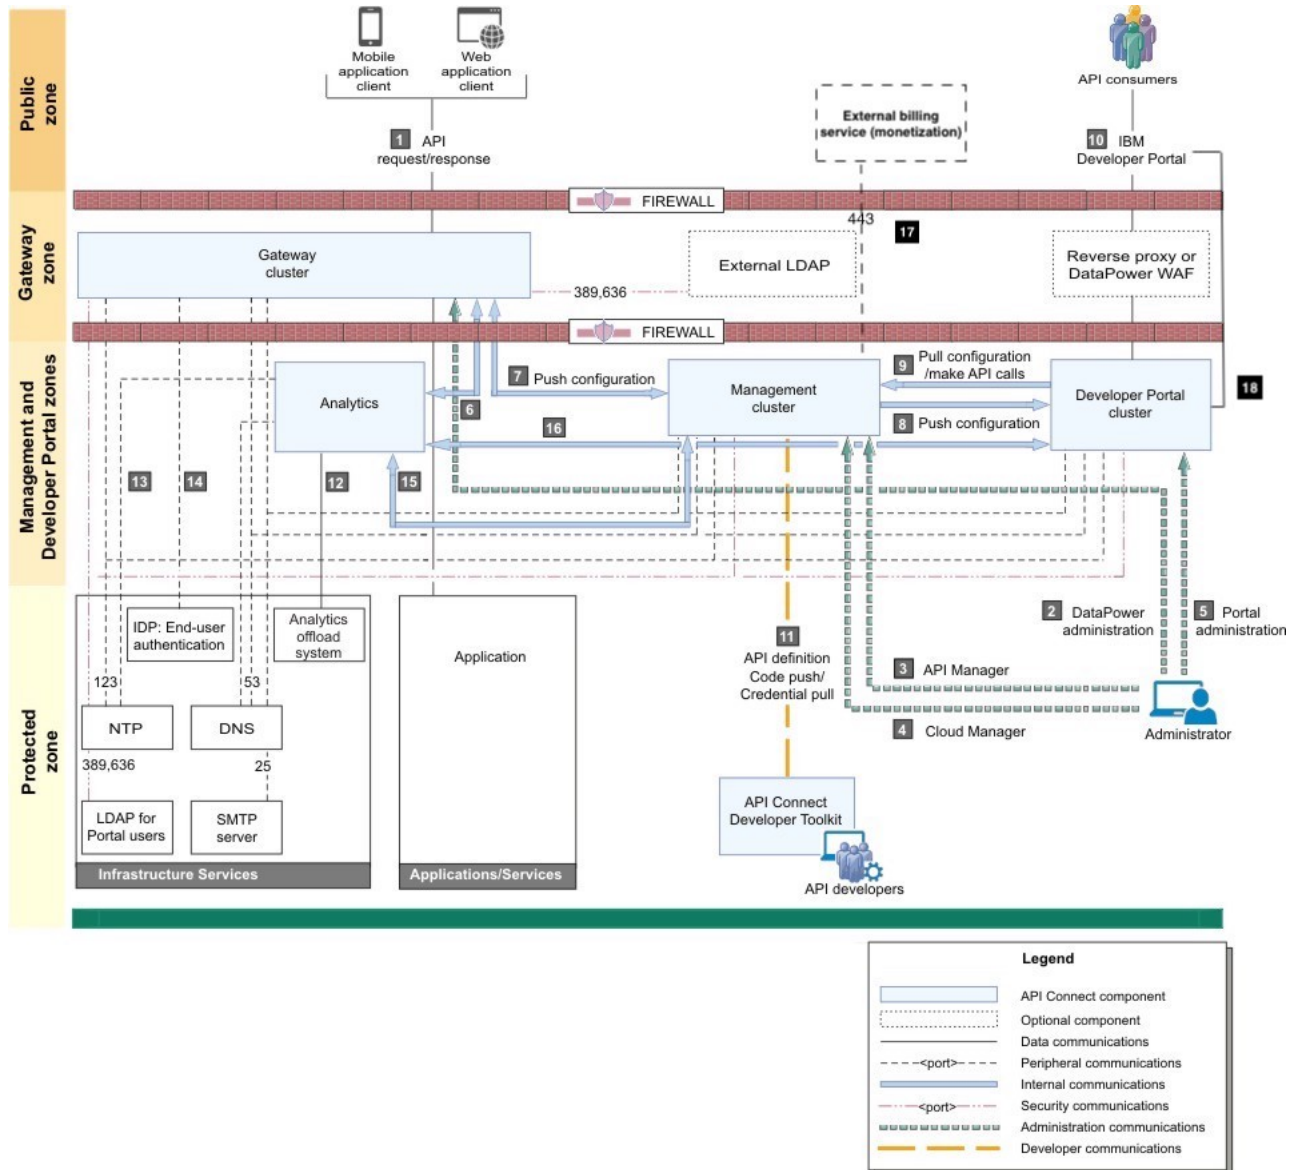 Public
zone
Mobile
application
client
Web
application
client
API consumers
External billing
service (monetization)
1 API
request/response
10 IBM
Developer Portal
FIREWALL
Gateway
zone
Gateway
cluster
443
17
External LDAP
389,636
Reverse proxy or
DataPower WAF
FIREWALL
Management and
Developer Portal zones
Analytics
7 Push configuration
6
Management
cluster
9 Pull configuration
/make API calls
8 Push configuration
Developer Portal
cluster
18
16
13
14
12
15
Protected
zone
IDP: End-user
authentication
Analytics
offload
system
Application
123
53
NTP
DNS
389,636
25
LDAP for
Portal users
SMTP
server
Infrastructure Services
Applications/Services
11
API definition
Code push/
Credential pull
2 DataPower
administration
5 Portal
administration
3 API Manager
4 Cloud Manager
Administrator
API Connect
Developer Toolkit
API developers
Legend
API Connect component
Optional component
Data communications
<port> Peripheral communications
Internal communications
<port> Security communications
Administration communications
Developer communications